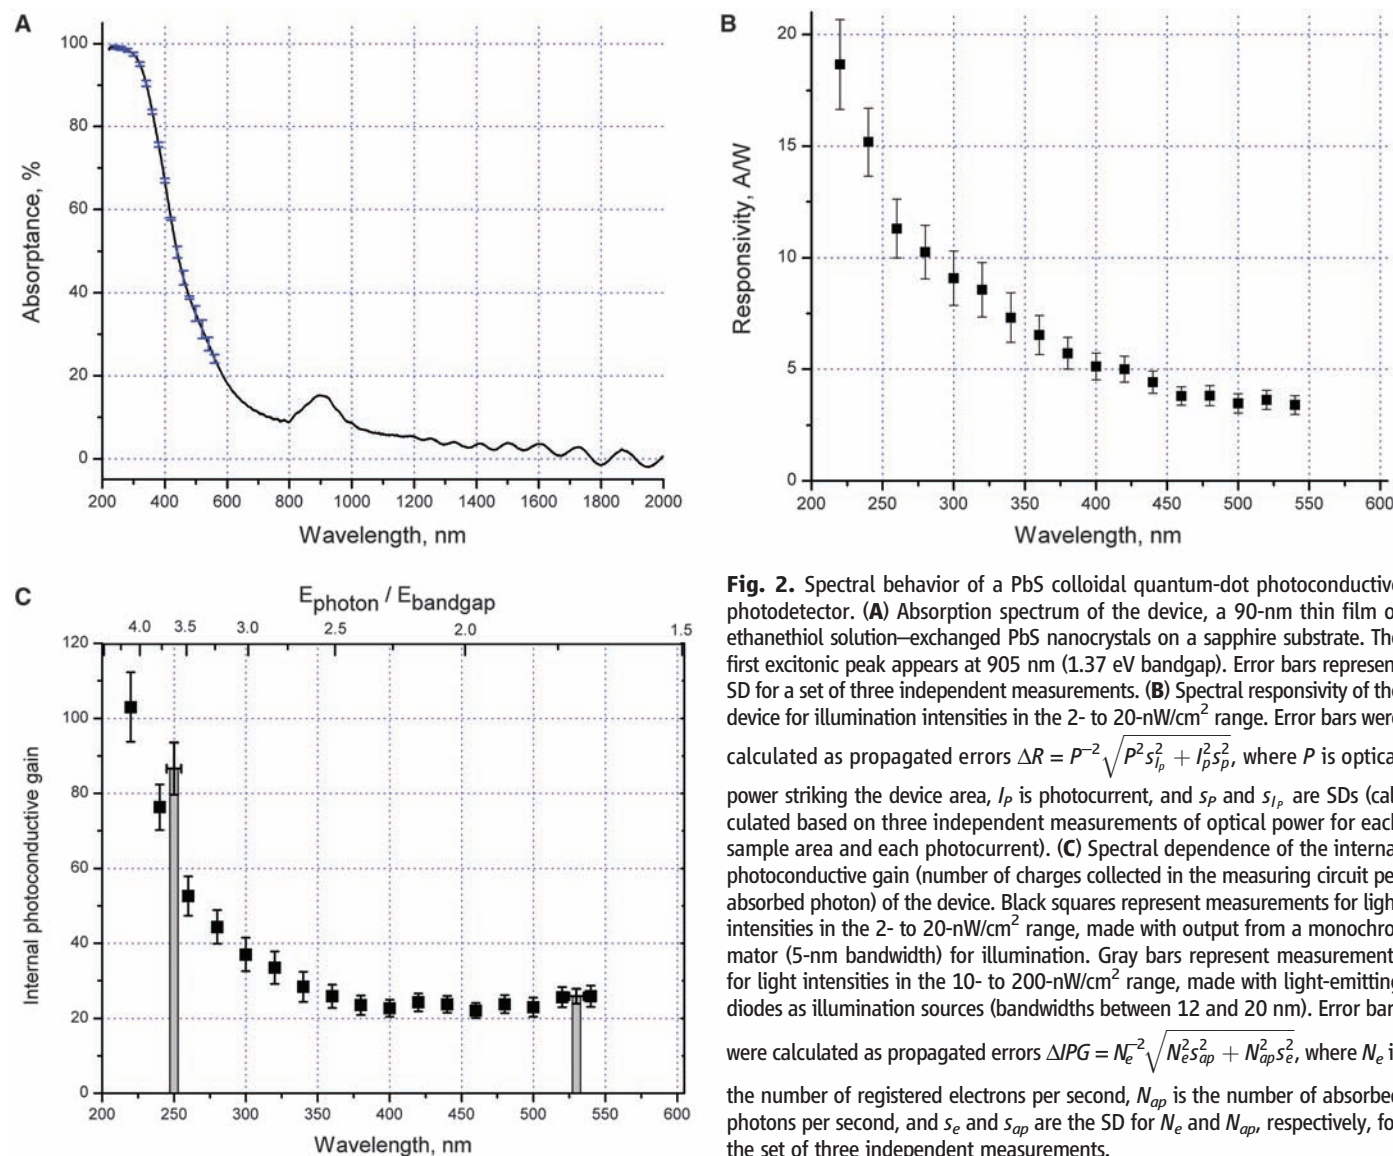 A
100
80
60
40
20
0
Absorptance, %
200 400 600 800 1000 1200 1400 1600 1800 2000
Wavelength, nm
B
20
15
10
5
0
Responsivity, A/W
200 250 300 350 400 450 500 550 600
Wavelength, nm
C
E_photon / E_bandgap
4.0 3.5 3.0 2.5 2.0 1.5
120
100
80
60
40
20
0
Internal photoconductive gain
200 250 300 350 400 450 500 550 600
Wavelength, nm
Fig. 2. Spectral behavior of a PbS colloidal quantum-dot photoconductive
photodetector. (A) Absorption spectrum of the device, a 90-nm thin film o
ethanethiol solution–exchanged PbS nanocrystals on a sapphire substrate. The
first excitonic peak appears at 905 nm (1.37 eV bandgap). Error bars represen
SD for a set of three independent measurements. (B) Spectral responsivity of the
device for illumination intensities in the 2- to 20-nW/cm² range. Error bars were
calculated as propagated errors ΔR = P⁻²√(P²s²_{I_p} + I²_p s²_p), where P is optica
power striking the device area, I_P is photocurrent, and s_P and s_{I_P} are SDs (cal
culated based on three independent measurements of optical power for each
sample area and each photocurrent). (C) Spectral dependence of the interna
photoconductive gain (number of charges collected in the measuring circuit pe
absorbed photon) of the device. Black squares represent measurements for ligh
intensities in the 2- to 20-nW/cm² range, made with output from a monochro
mator (5-nm bandwidth) for illumination. Gray bars represent measurement
for light intensities in the 10- to 200-nW/cm² range, made with light-emitting
diodes as illumination sources (bandwidths between 12 and 20 nm). Error bar
were calculated as propagated errors ΔIPG = N_e⁻²√(N²_e s²_ap + N²_ap s²_e), where N_e i
the number of registered electrons per second, N_ap is the number of absorbed
photons per second, and s_e and s_ap are the SD for N_e and N_ap, respectively, fo
the set of three independent measurements.